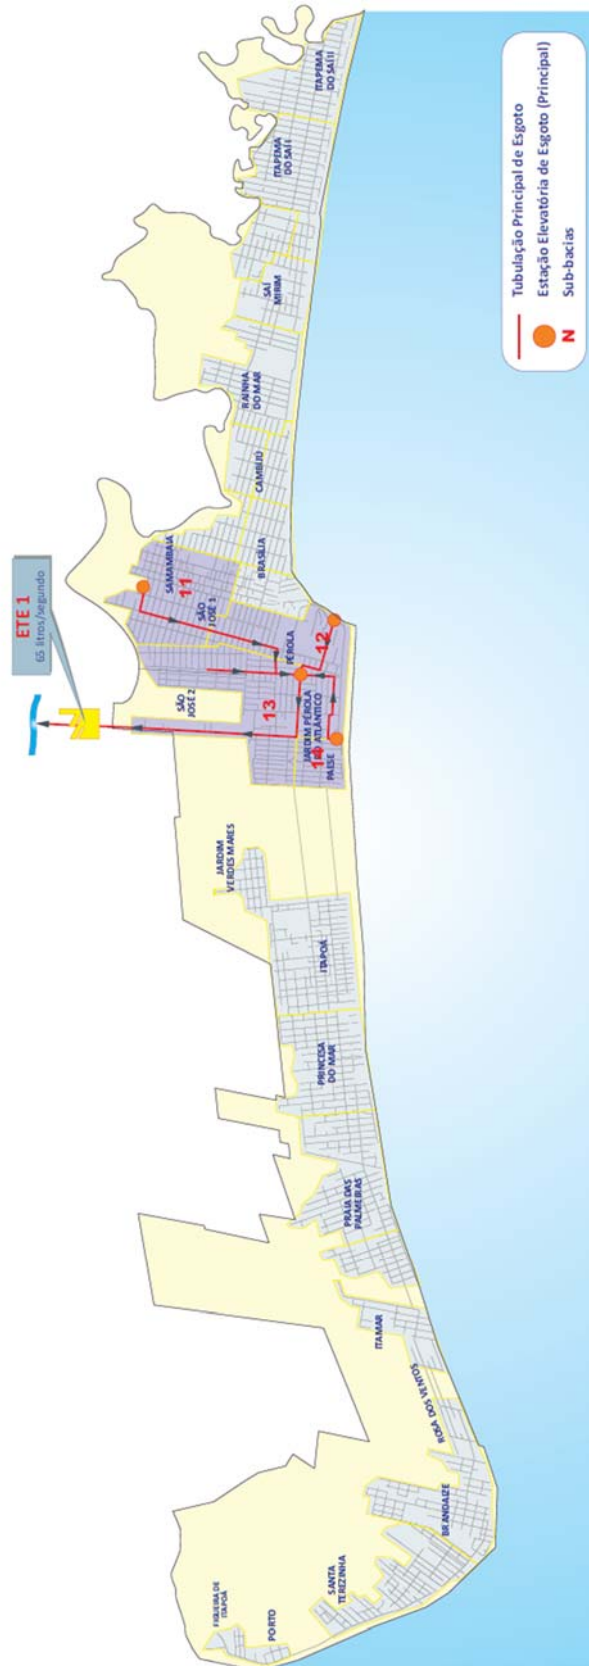 ITAPEMA
DO SAÍ II
ITAPEMA
DO SAÍ I
SAÍ
MIRIM
RAINHA
DO MAR
CAMBIJÚ
BRASÍLIA
SAMAMBAIA
11
SÃO
JOSÉ 1
ETE 1
65 litros/segundo
SÃO
JOSÉ 2
PÉROLA
12
13
JARDIM PÉROLA
DO ATLÂNTICO
PAESE
JARDIM
VERDES MARES
ITAPOÁ
PRINCESA
DO MAR
PRAIA DAS
PALMEIRAS
ITAMAR
ROSA DOS VENTOS
BRANDALIZE
SANTA
TEREZINHA
PORTO
FIGUEIRA DE
ITAPOÁ
Tubulação Principal de Esgoto
Estação Elevatória de Esgoto (Principal)
N Sub-bacias